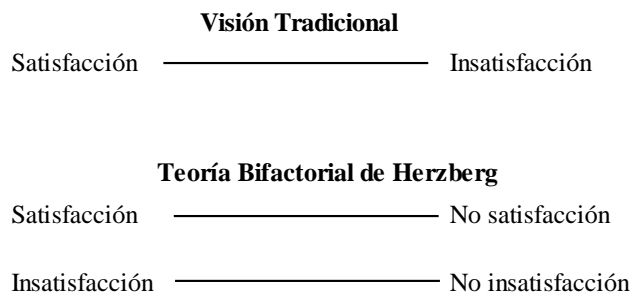 Visión Tradicional
Satisfacción Insatisfacción
Teoría Bifactorial de Herzberg
Satisfacción No satisfacción
Insatisfacción No insatisfacción